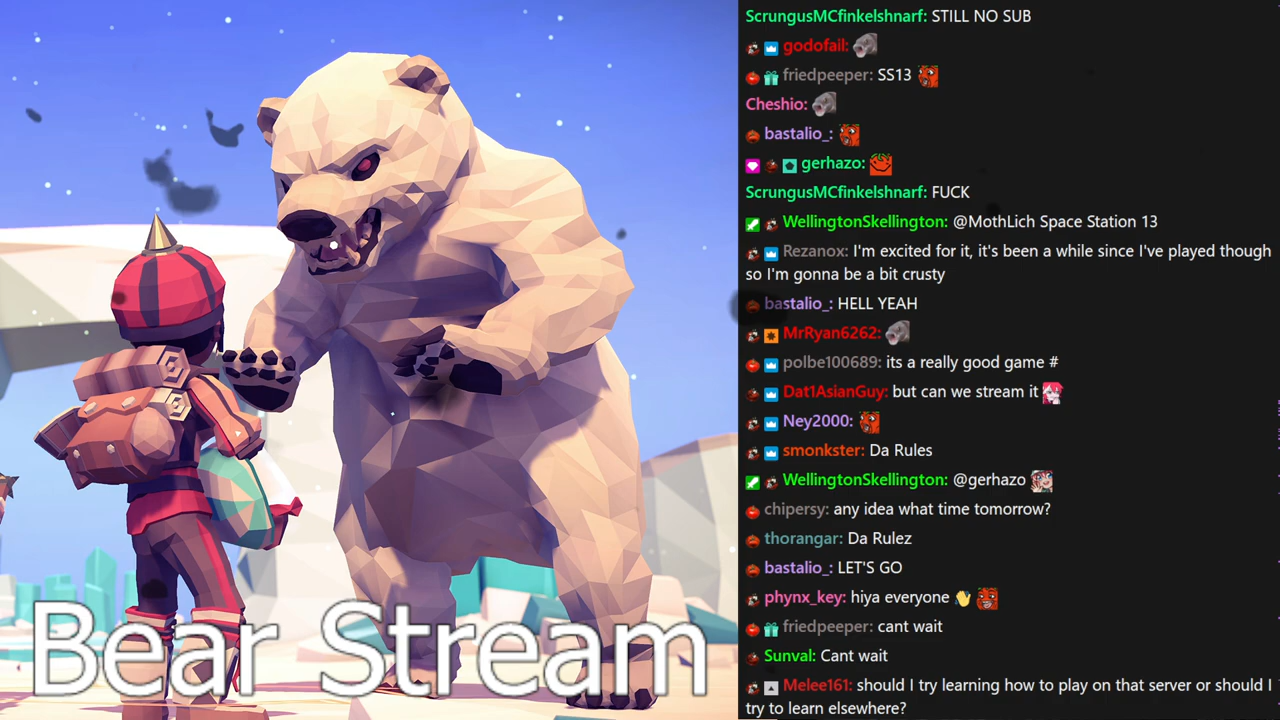 ScrungusMCfinkelshnarf: STILL NO SUB
godofail:
friedpeeper: SS13
Cheshio:
bastalio_:
gerhazo:
ScrungusMCfinkelshnarf: FUCK
WellingtonSkellington: @MothLich Space Station 13
Rezanox: I'm excited for it, it's been a while since I've played though
so I'm gonna be a bit crusty
bastalio_: HELL YEAH
MrRyan6262:
polbe100689: its a really good game #
Dat1AsianGuy: but can we stream it
Ney2000:
smonkster: Da Rules
WellingtonSkellington: @gerhazo
chipersy: any idea what time tomorrow?
thorangar: Da Rulez
bastalio_: LET'S GO
phynx_key: hiya everyone
friedpeeper: cant wait
Sunval: Cant wait
Melee161: should I try learning how to play on that server or should I
try to learn elsewhere?
Bear Stream